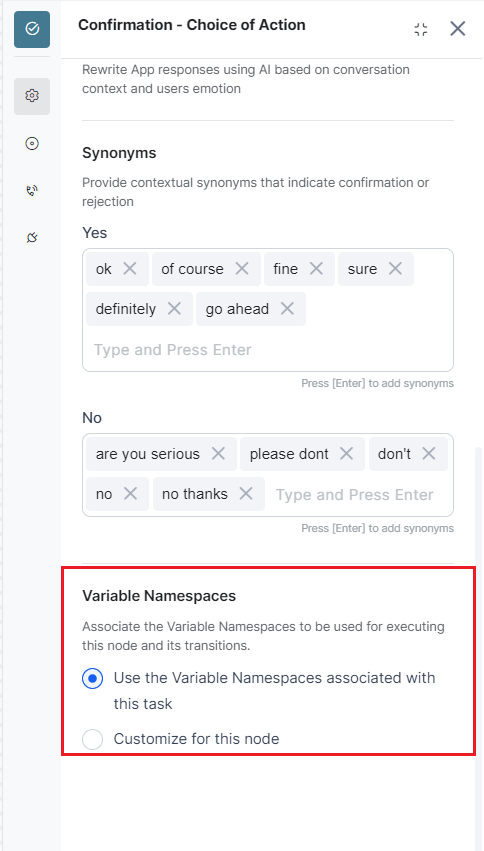 Confirmation - Choice of Action
Rewrite App responses using AI based on conversation
context and users emotion
Synonyms
Provide contextual synonyms that indicate confirmation or
rejection
Yes
ok of course fine sure
definitely go ahead
Type and Press Enter
Press [Enter] to add synonyms
No
are you serious please dont don't
no no thanks Type and Press Enter
Press [Enter] to add synonyms
Variable Namespaces
Associate the Variable Namespaces to be used for executing
this node and its transitions.
Use the Variable Namespaces associated with
this task
Customize for this node